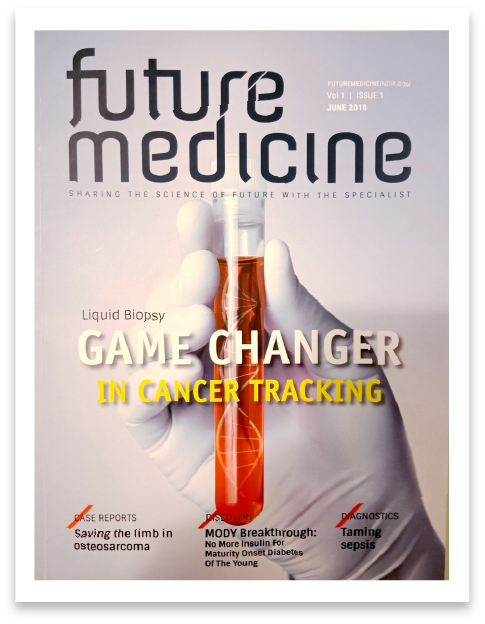 future
medicine
FUTUREMEDICINEINDIA.COM
Vol 1 | ISSUE 1
JUNE 2016
SHARING THE SCIENCE OF FUTURE WITH THE SPECIALIST
Liquid Biopsy
GAME CHANGER
IN CANCER TRACKING
CASE REPORTS
Saving the limb in
osteosarcoma
DISCOVERY
MODY Breakthrough:
No More Insulin For
Maturity Onset Diabetes
Of The Young
DIAGNOSTICS
Taming
sepsis